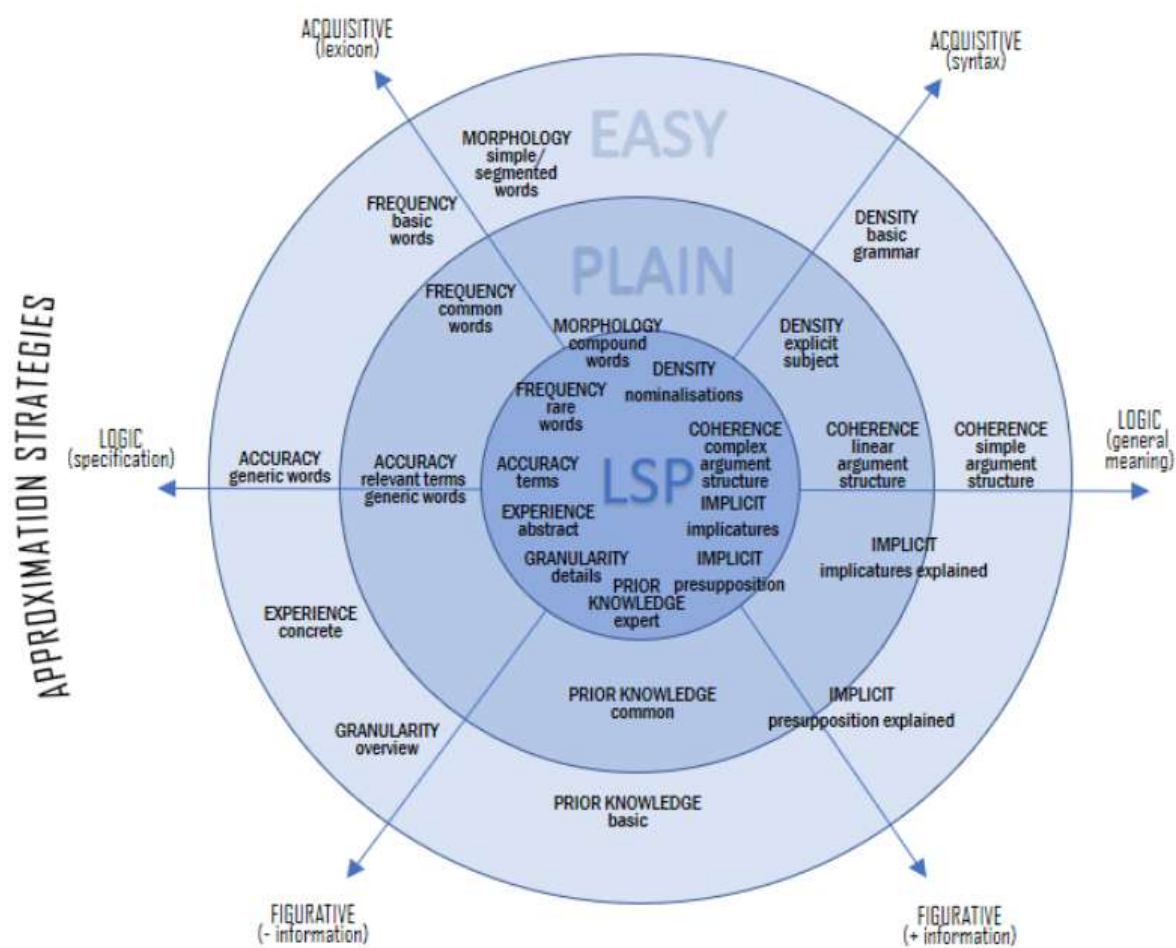 ACQUISITIVE
(lexicon)
ACQUISITIVE
(syntax)
EASY
MORPHOLOGY
simple/
segmented
words
FREQUENCY
basic
words
DENSITY
basic
grammar
PLAIN
FREQUENCY
common
words
MORPHOLOGY
compound
words
DENSITY
explicit
subject
DENSITY
nominalisations
FREQUENCY
rare
words
APPROXIMATION STRATEGIES
LOGIC
(specification)
ACCURACY
generic words
ACCURACY
relevant terms
generic words
ACCURACY
terms
LSP
COHERENCE
complex
argument
structure
COHERENCE
linear
argument
structure
COHERENCE
simple
argument
structure
LOGIC
(general
meaning)
EXPERIENCE
abstract
IMPLICIT
implicatures
GRANULARITY
details
IMPLICIT
presupposition
PRIOR
KNOWLEDGE
expert
IMPLICIT
implicatures explained
EXPERIENCE
concrete
PRIOR KNOWLEDGE
common
IMPLICIT
presupposition explained
GRANULARITY
overview
PRIOR KNOWLEDGE
basic
FIGURATIVE
(- information)
FIGURATIVE
(+ information)